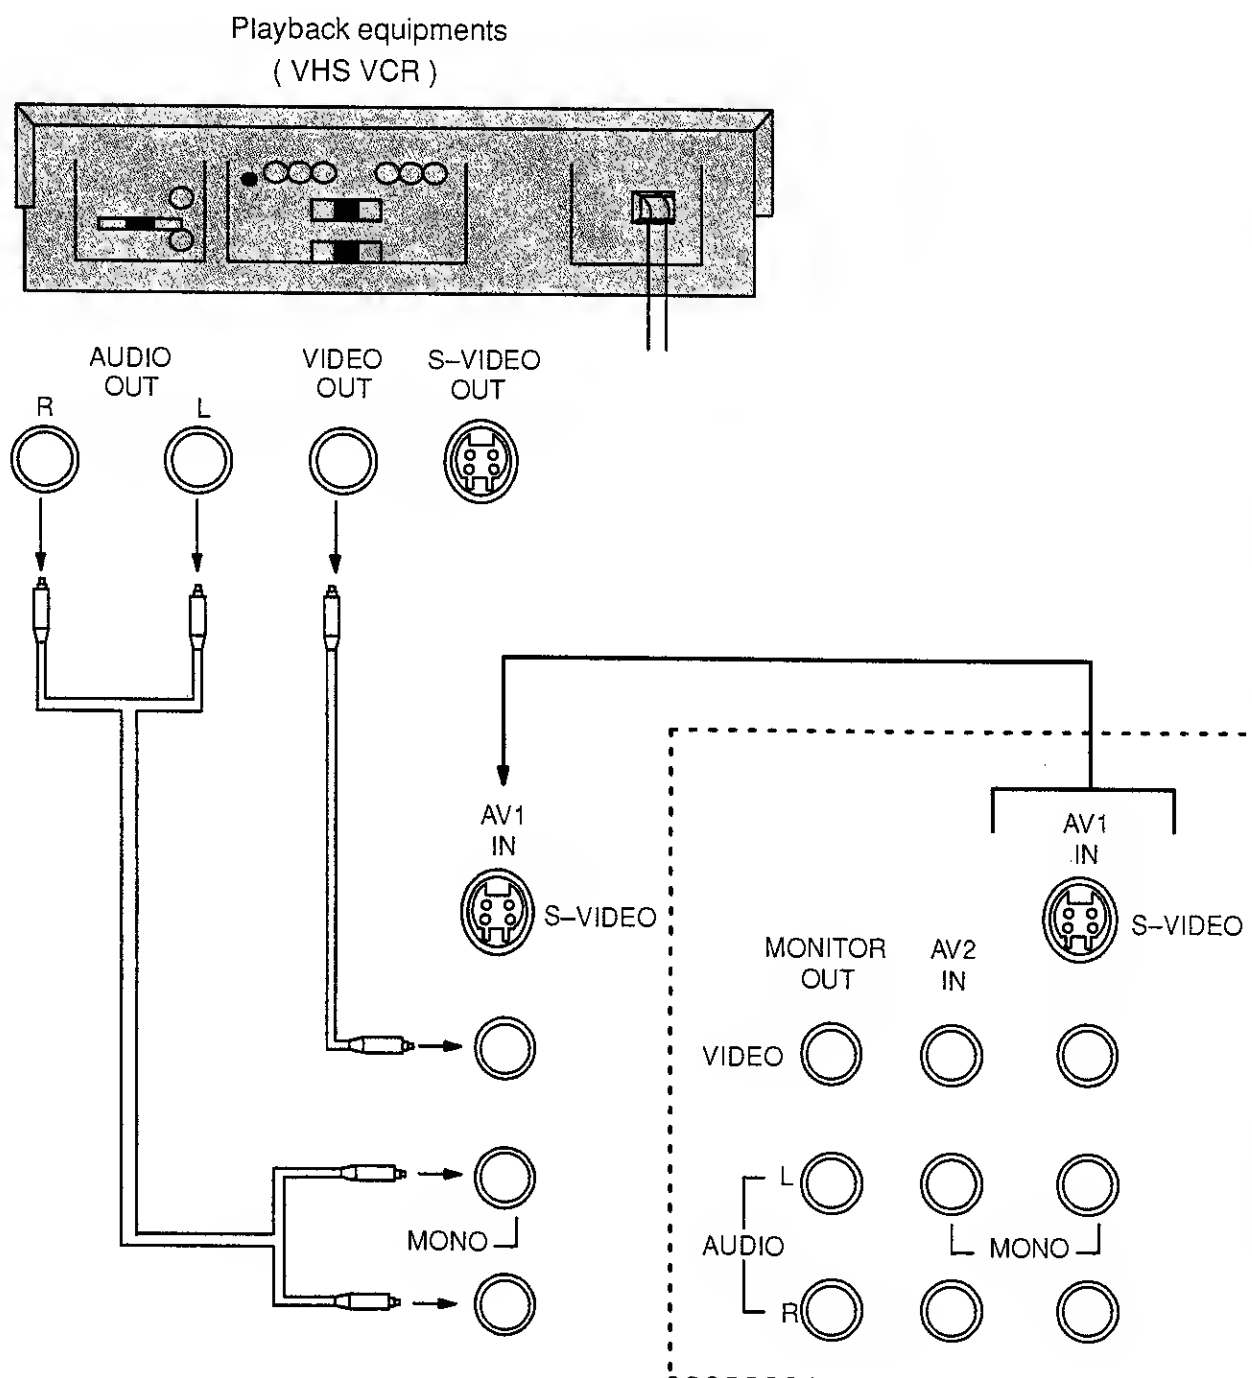 Playback equipments
( VHS VCR )
AUDIO
OUT
R
L
VIDEO
OUT
S–VIDEO
OUT
AV1
IN
S–VIDEO
MONO
AV1
IN
S–VIDEO
MONITOR
OUT
AV2
IN
VIDEO
L
AUDIO
MONO
R